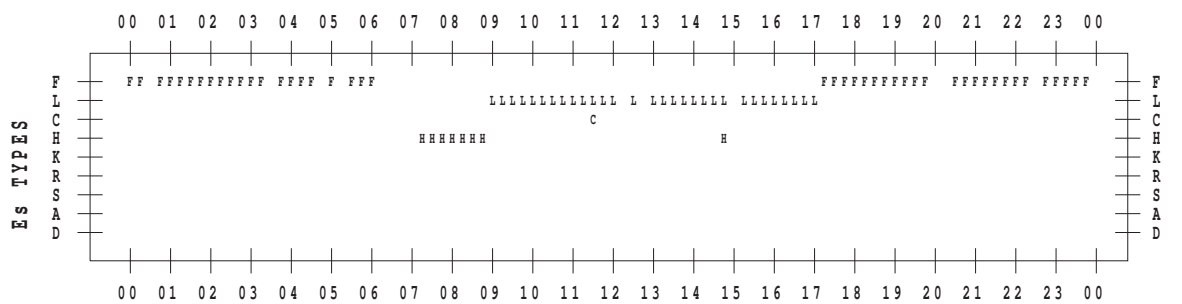 00 01 02 03 04 05 06 07 08 09 10 11 12 13 14 15 16 17 18 19 20 21 22 23 00
F FF FFFFFFFFFFF FFFF F FFF FFFFFFFFFFF FFFFFFFF FFFFF F
L LLLLLLLLLLLLL L LLLLLLLL LLLLLLLL L
C C C
H HHHHHHH H H
K K
R R
S S
A A
D D
Es TYPES
00 01 02 03 04 05 06 07 08 09 10 11 12 13 14 15 16 17 18 19 20 21 22 23 00